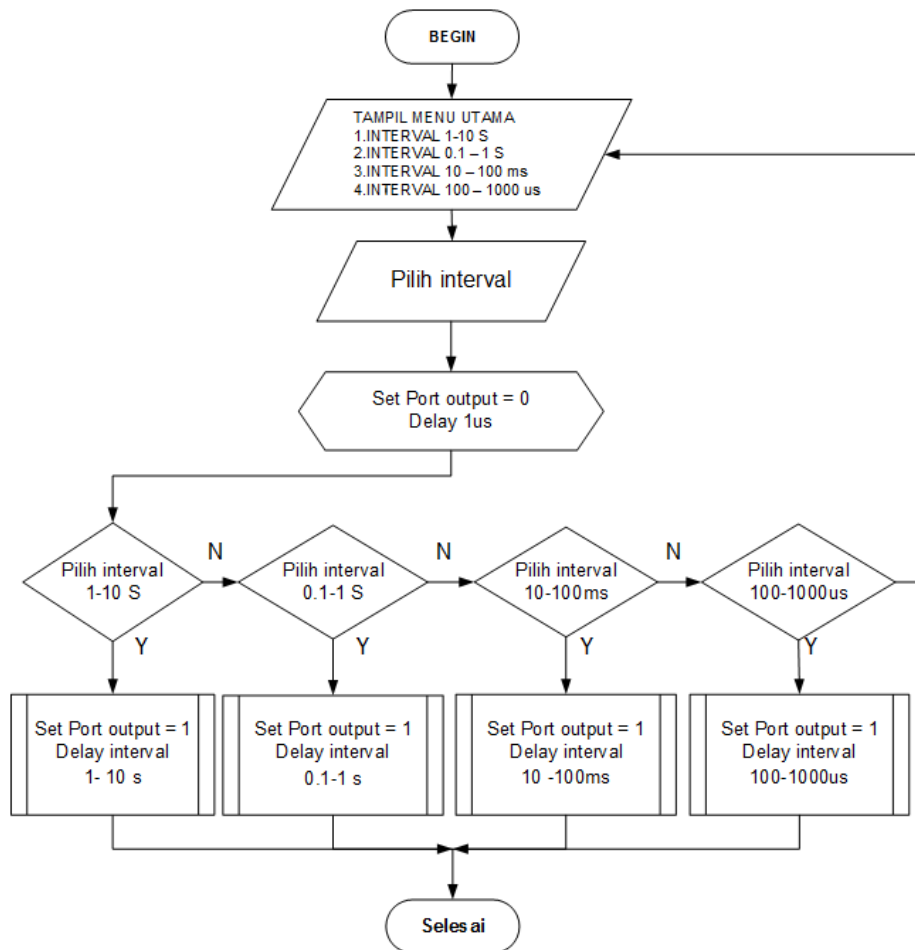 BEGIN
TAMPIL MENU UTAMA
1.INTERVAL 1-10 S
2.INTERVAL 0.1 – 1 S
3.INTERVAL 10 – 100 ms
4.INTERVAL 100 – 1000 us
Pilih interval
Set Port output = 0
Delay 1us
Pilih interval
1-10 S
N
Pilih interval
0.1-1 S
N
Pilih interval
10-100ms
N
Pilih interval
100-1000us
Y
Y
Y
Y
Set Port output = 1
Delay interval
1- 10 s
Set Port output = 1
Delay interval
0.1-1 s
Set Port output = 1
Delay interval
10 -100ms
Set Port output = 1
Delay interval
100-1000us
Selesai